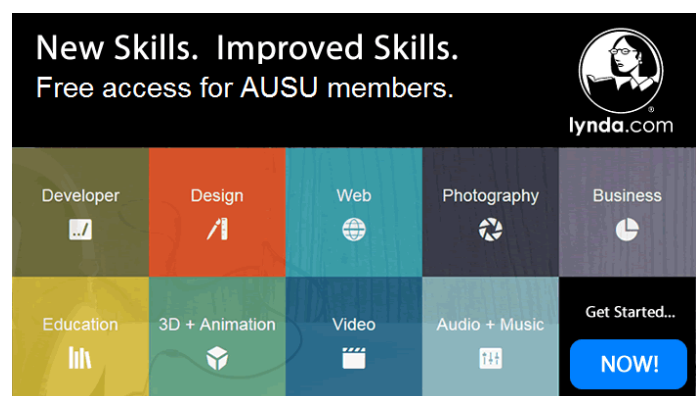 New Skills.  Improved Skills.
Free access for AUSU members.
®
lynda.com
Developer
Design
Web
Photography
Business
../
Education
3D + Animation
Video
Audio + Music
Get Started...
NOW!